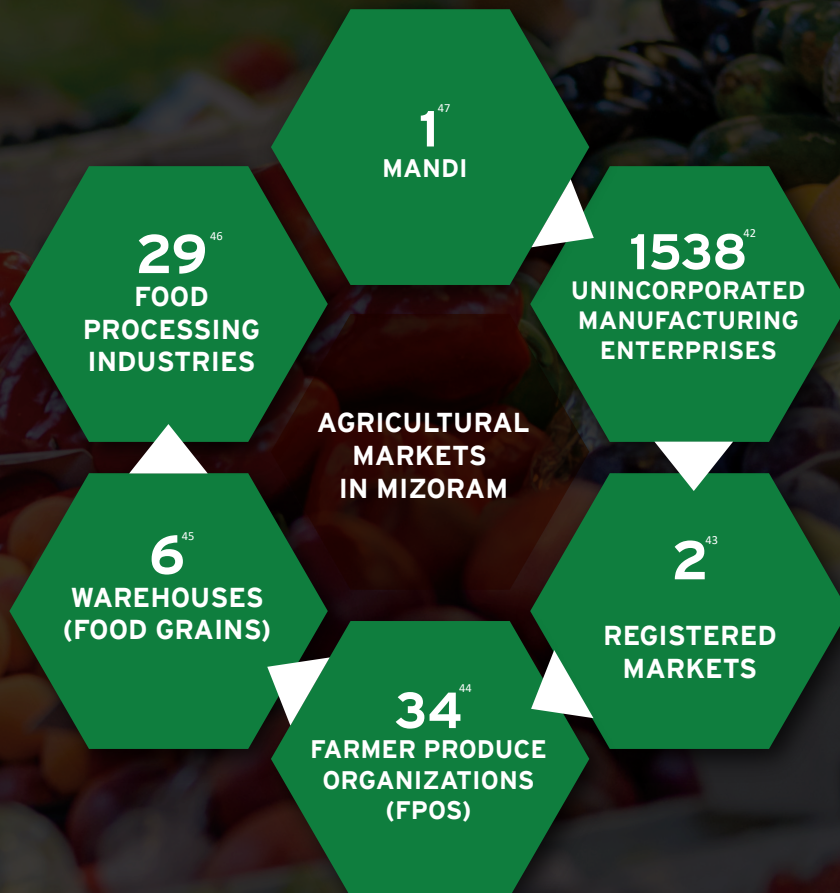 1 47
MANDI
1538 42
UNINCORPORATED
MANUFACTURING
ENTERPRISES
2 43
REGISTERED
MARKETS
34 44
FARMER PRODUCE
ORGANIZATIONS
(FPOS)
6 45
WAREHOUSES
(FOOD GRAINS)
29 46
FOOD
PROCESSING
INDUSTRIES
AGRICULTURAL
MARKETS
IN MIZORAM